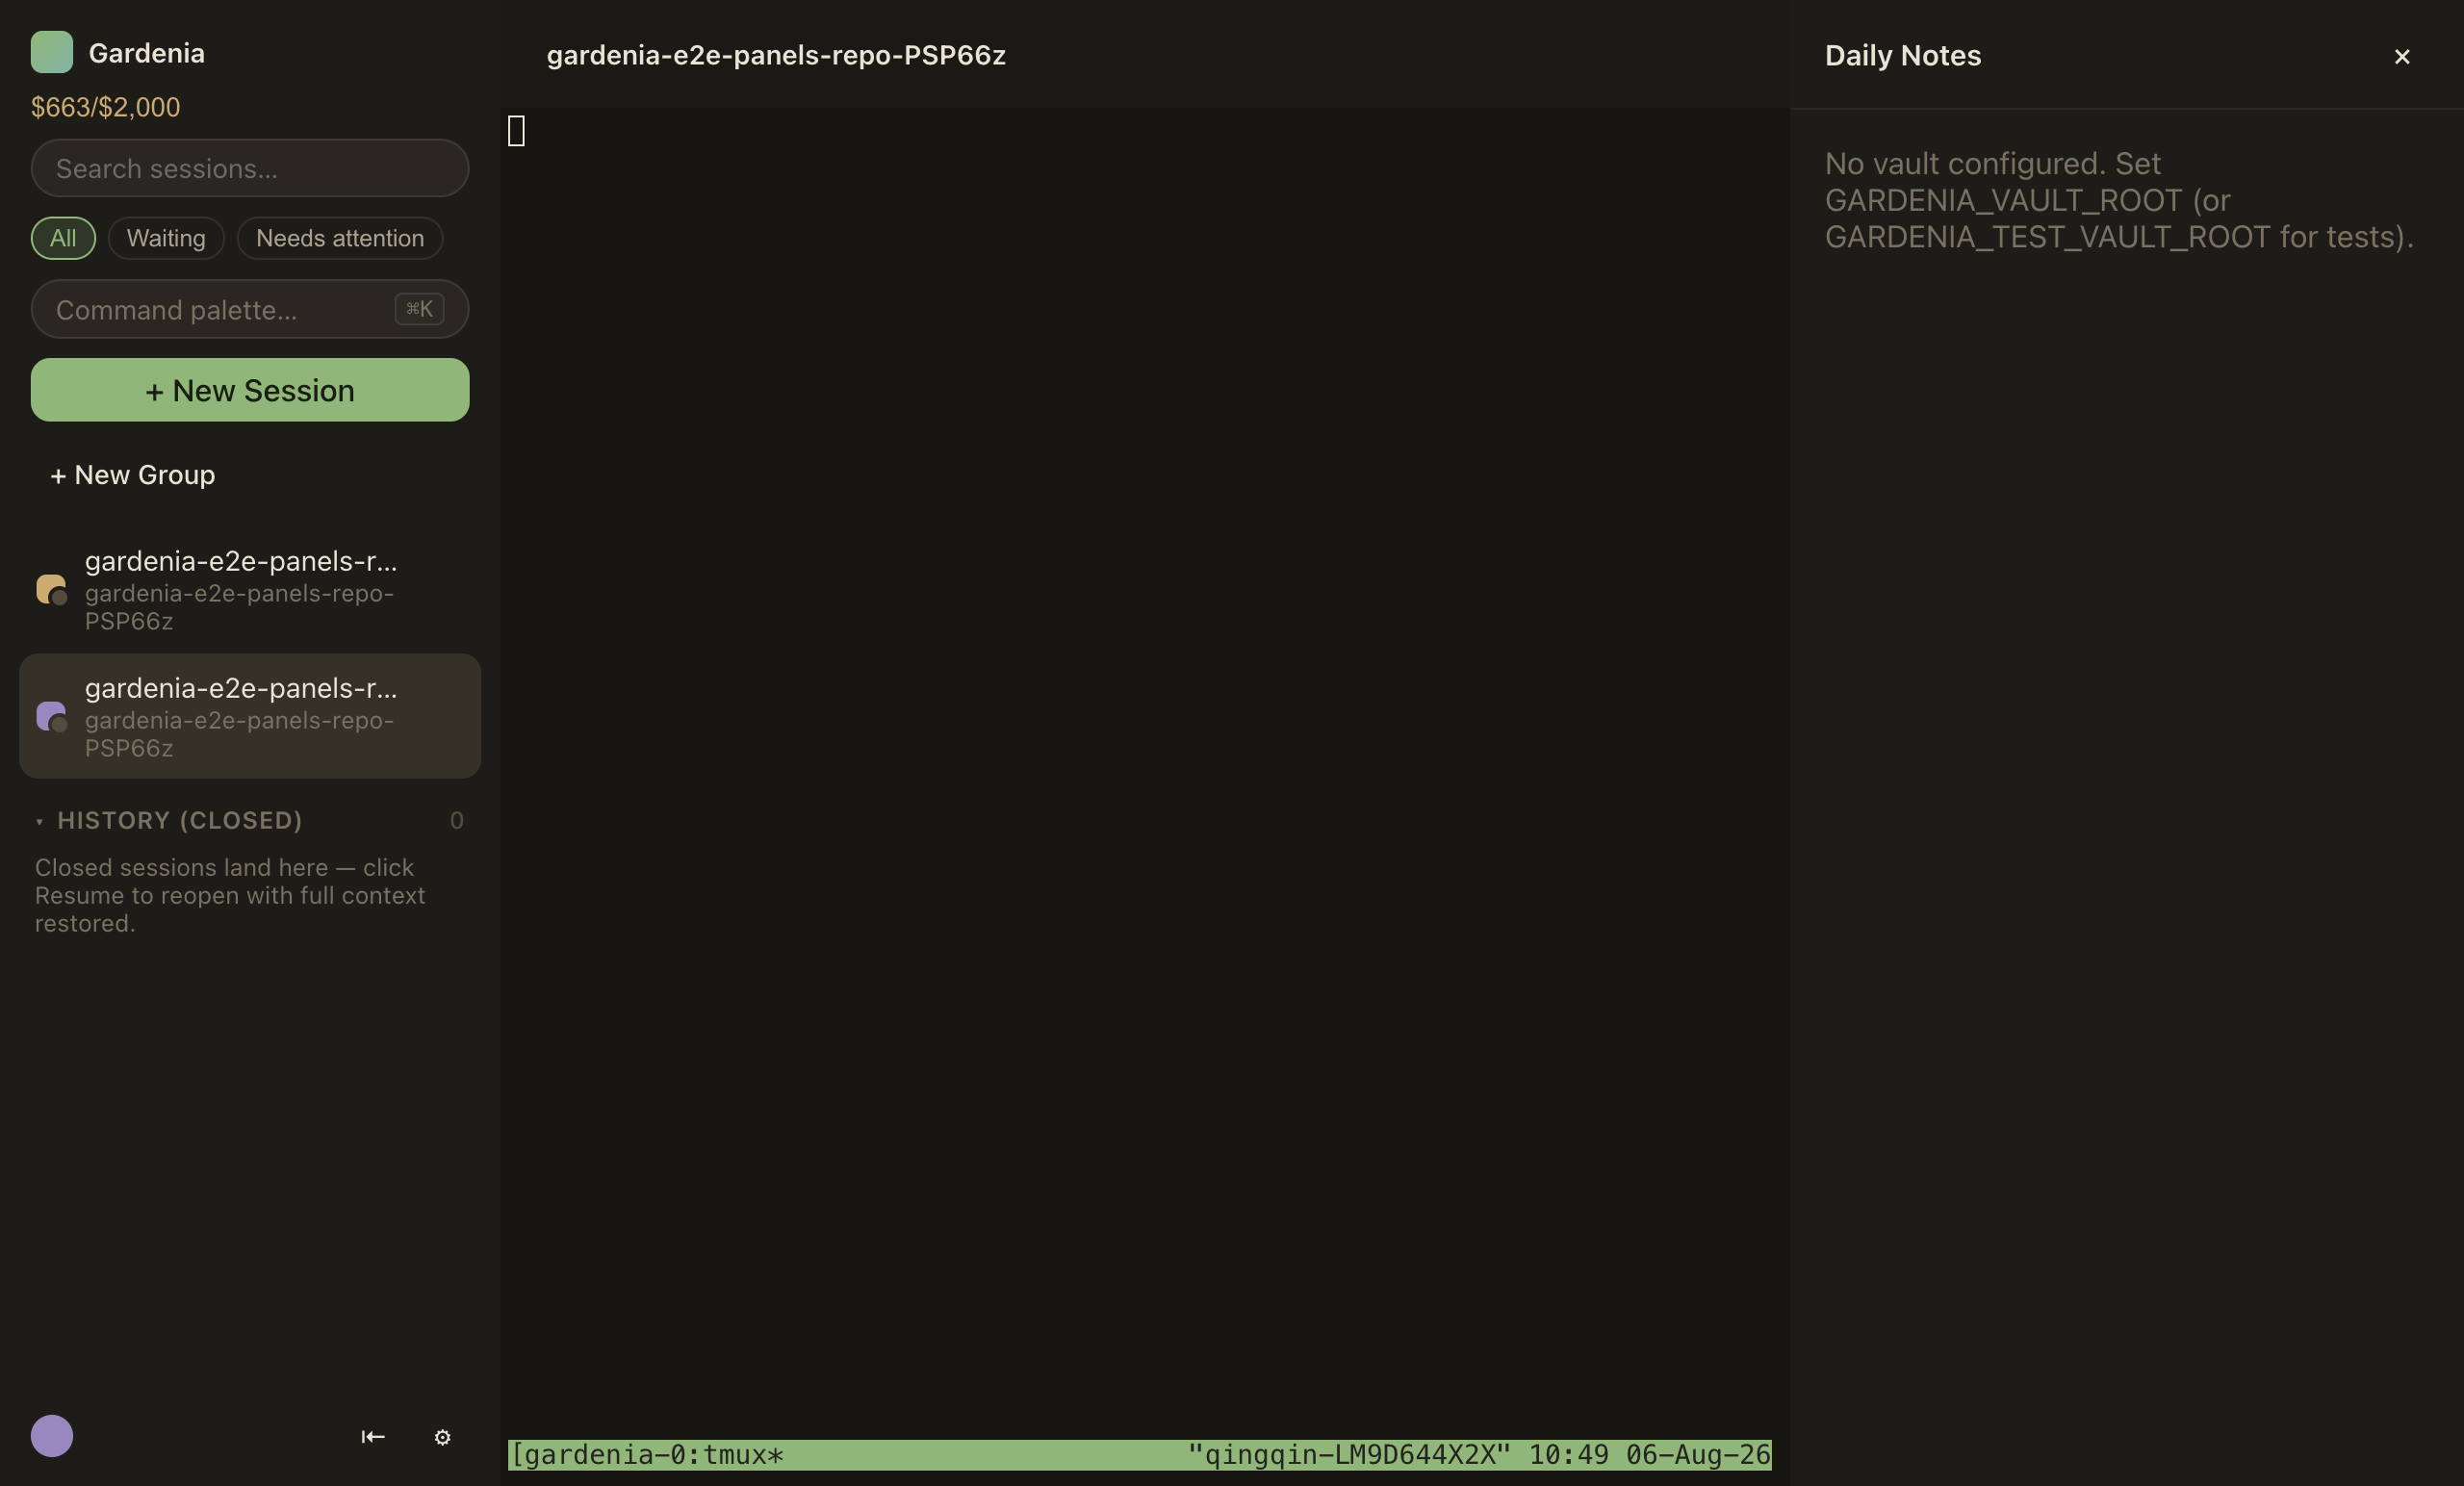 Gardenia
$663/$2,000
Search sessions...
All
Waiting
Needs attention
Command palette...
⌘K
+ New Session
+ New Group
gardenia-e2e-panels-r...
gardenia-e2e-panels-repo-
PSP66z
gardenia-e2e-panels-r...
gardenia-e2e-panels-repo-
PSP66z
HISTORY (CLOSED)
0
Closed sessions land here — click
Resume to reopen with full context
restored.
gardenia-e2e-panels-repo-PSP66z
[gardenia-0:tmux* "qingqin-LM9D644X2X" 10:49 06-Aug-26
Daily Notes
×
No vault configured. Set
GARDENIA_VAULT_ROOT (or
GARDENIA_TEST_VAULT_ROOT for tests).